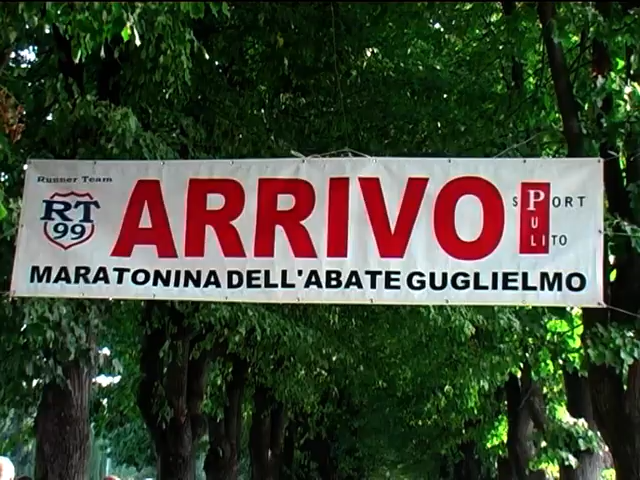 Runner Team
RT
99
ARRIVO
SPORT
PULITO
MARATONINA DELL'ABATE GUGLIELMO